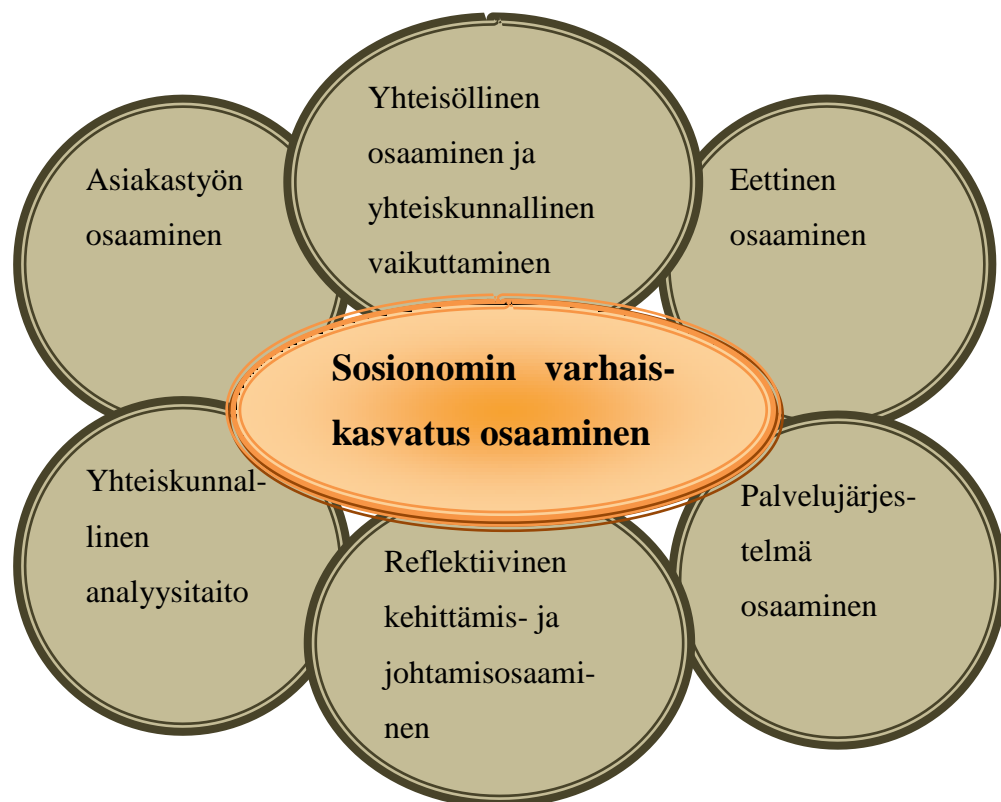 Yhteisöllinen
osaaminen ja
yhteiskunnallinen
vaikuttaminen
Asiakastyön
osaaminen
Eettinen
osaaminen
Sosionomin varhais-
kasvatus osaaminen
Yhteiskunnal-
linen
analyysitaito
Reflektiivinen
kehittämis- ja
johtamisosaami-
nen
Palvelujärjes-
telmä
osaaminen